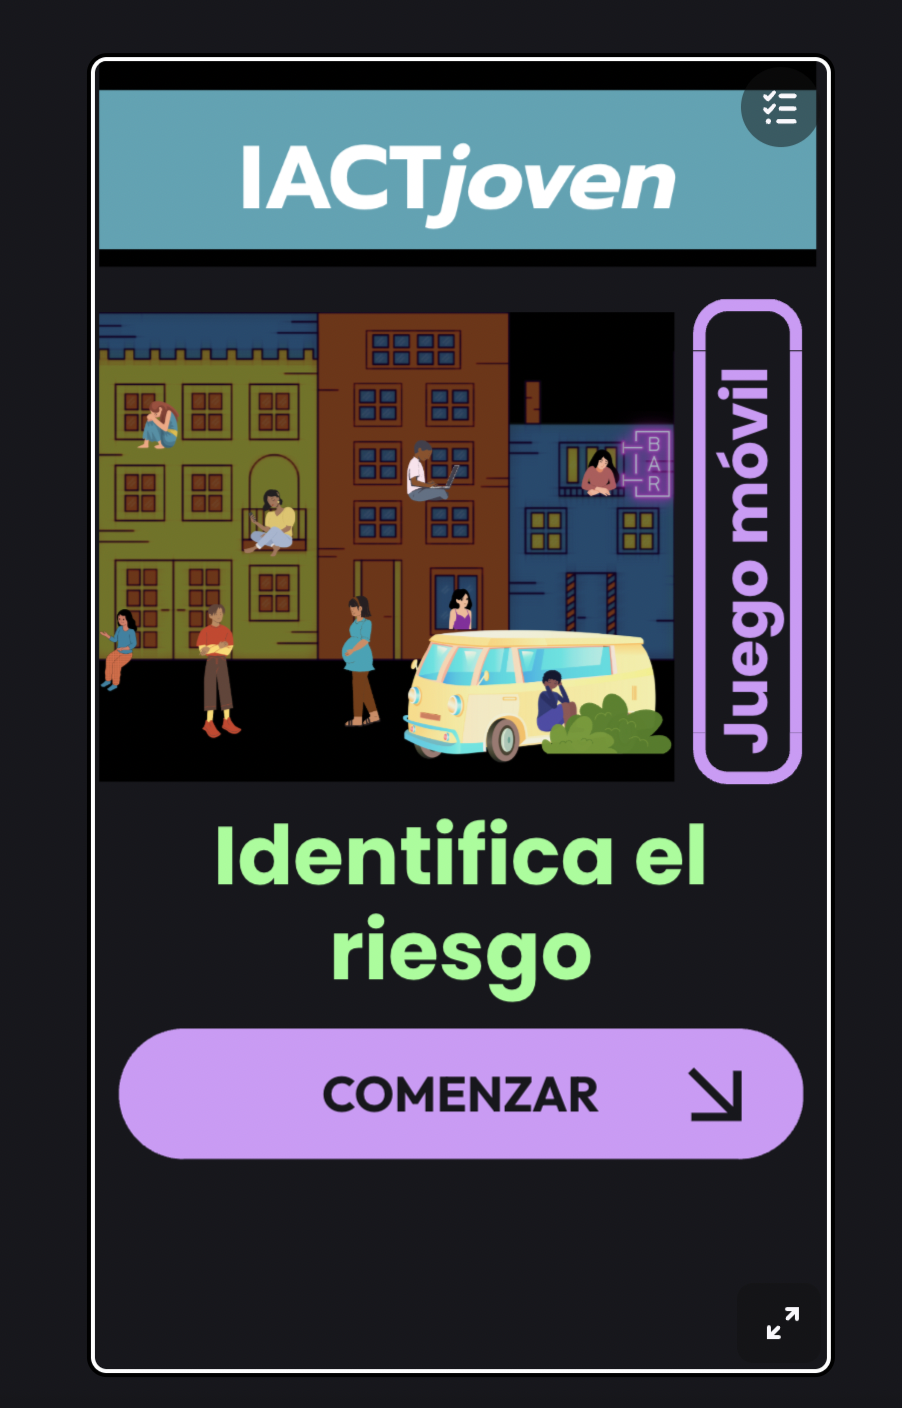 IACTjoven
BAR
Juego móvil
Identifica el
riesgo
COMENZAR